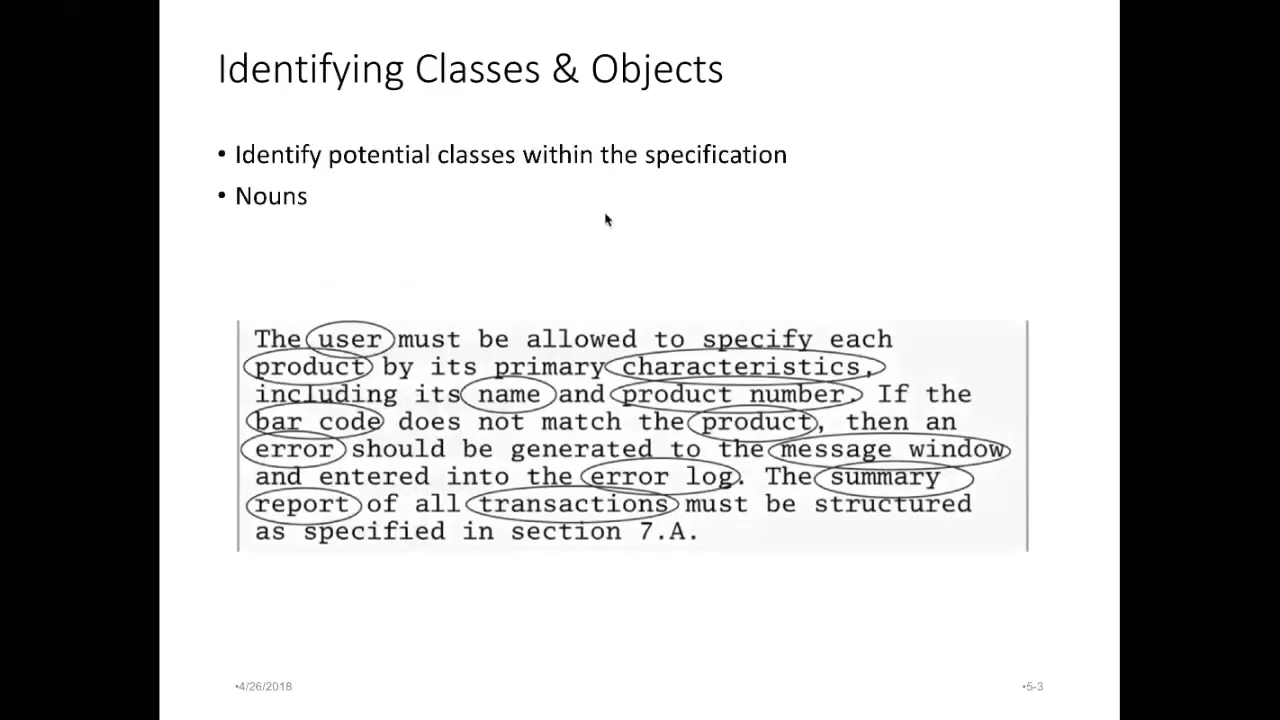 Identifying Classes & Objects
• Identify potential classes within the specification
• Nouns
The user must be allowed to specify each
product by its primary characteristics,
including its name and product number. If the
bar code does not match the product, then an
error should be generated to the message window
and entered into the error log. The summary
report of all transactions must be structured
as specified in section 7.A.
•4/26/2018
•5-3